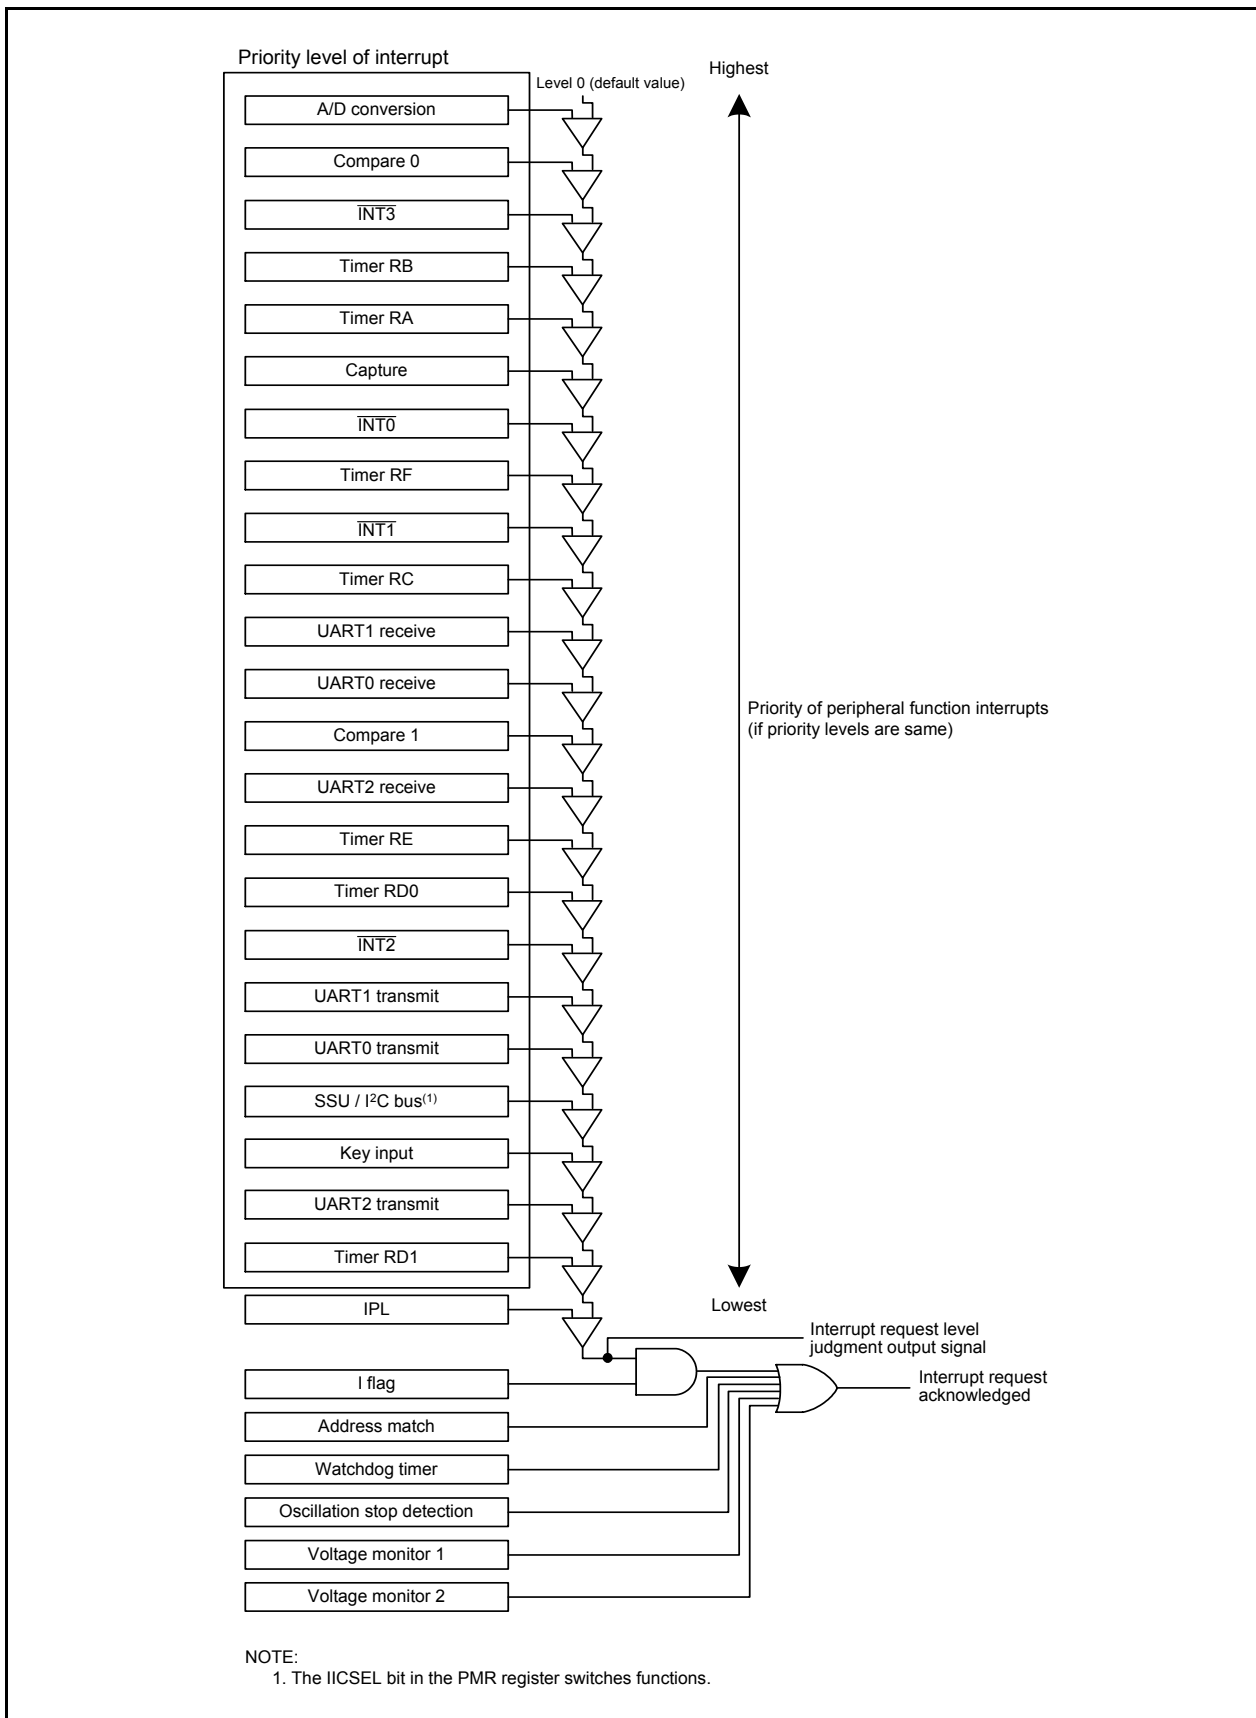 Priority level of interrupt
Highest
Level 0 (default value)
A/D conversion
Compare 0
INT3
Timer RB
Timer RA
Capture
INT0
Timer RF
INT1
Timer RC
UART1 receive
UART0 receive
Priority of peripheral function interrupts
(if priority levels are same)
Compare 1
UART2 receive
Timer RE
Timer RD0
INT2
UART1 transmit
UART0 transmit
SSU / I²C bus(1)
Key input
UART2 transmit
Timer RD1
Lowest
IPL
Interrupt request level
judgment output signal
I flag
Interrupt request
acknowledged
Address match
Watchdog timer
Oscillation stop detection
Voltage monitor 1
Voltage monitor 2
NOTE:
1. The IICSEL bit in the PMR register switches functions.